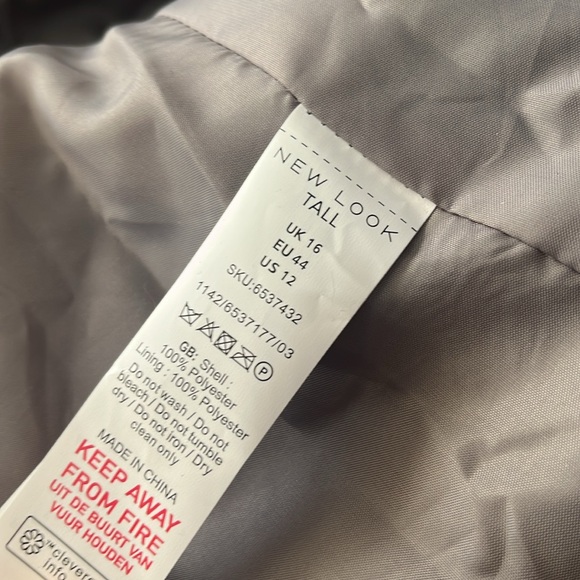 NEW LOOK
TALL
UK 16
EU 44
US 12
SKU:6537432
1142/6537177/03
P
GB: Shell :
100% Polyester
Lining : 100% Polyester
Do not wash / Do not
bleach / Do not tumble
dry / Do not iron / Dry
clean only
MADE IN CHINA
KEEP AWAY
FROM FIRE
UIT DE BUURT VAN
VUUR HOUDEN
™clever
info